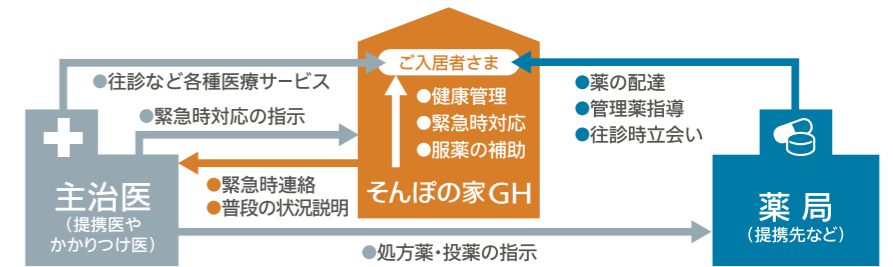 ご入居者さま
●往診など各種医療サービス
●緊急時対応の指示
●健康管理
●緊急時対応
●服薬の補助
そんぽの家GH
●薬の配達
●管理薬指導
●往診時立会い
●緊急時連絡
●普段の状況説明
主治医
(提携医や
かかりつけ医)
薬局
(提携先など)
●処方薬・投薬の指示